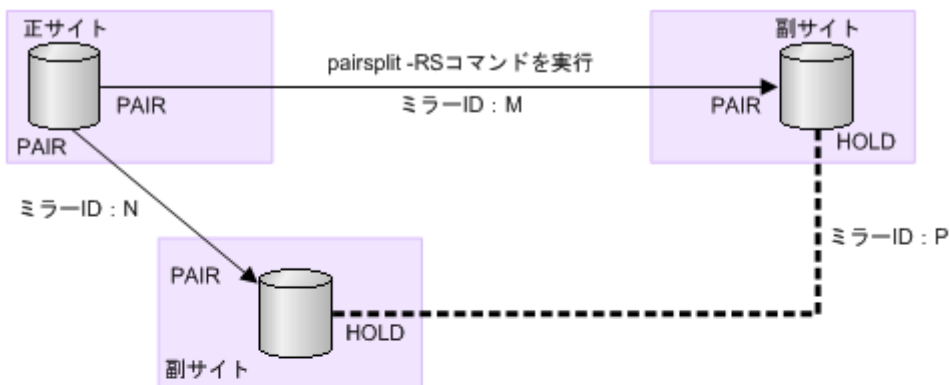 正サイト
副サイト
pairsplit -RSコマンドを実行
PAIR
ミラーID：M
PAIR
PAIR
HOLD
ミラーID：N
ミラーID：P
PAIR
HOLD
副サイト